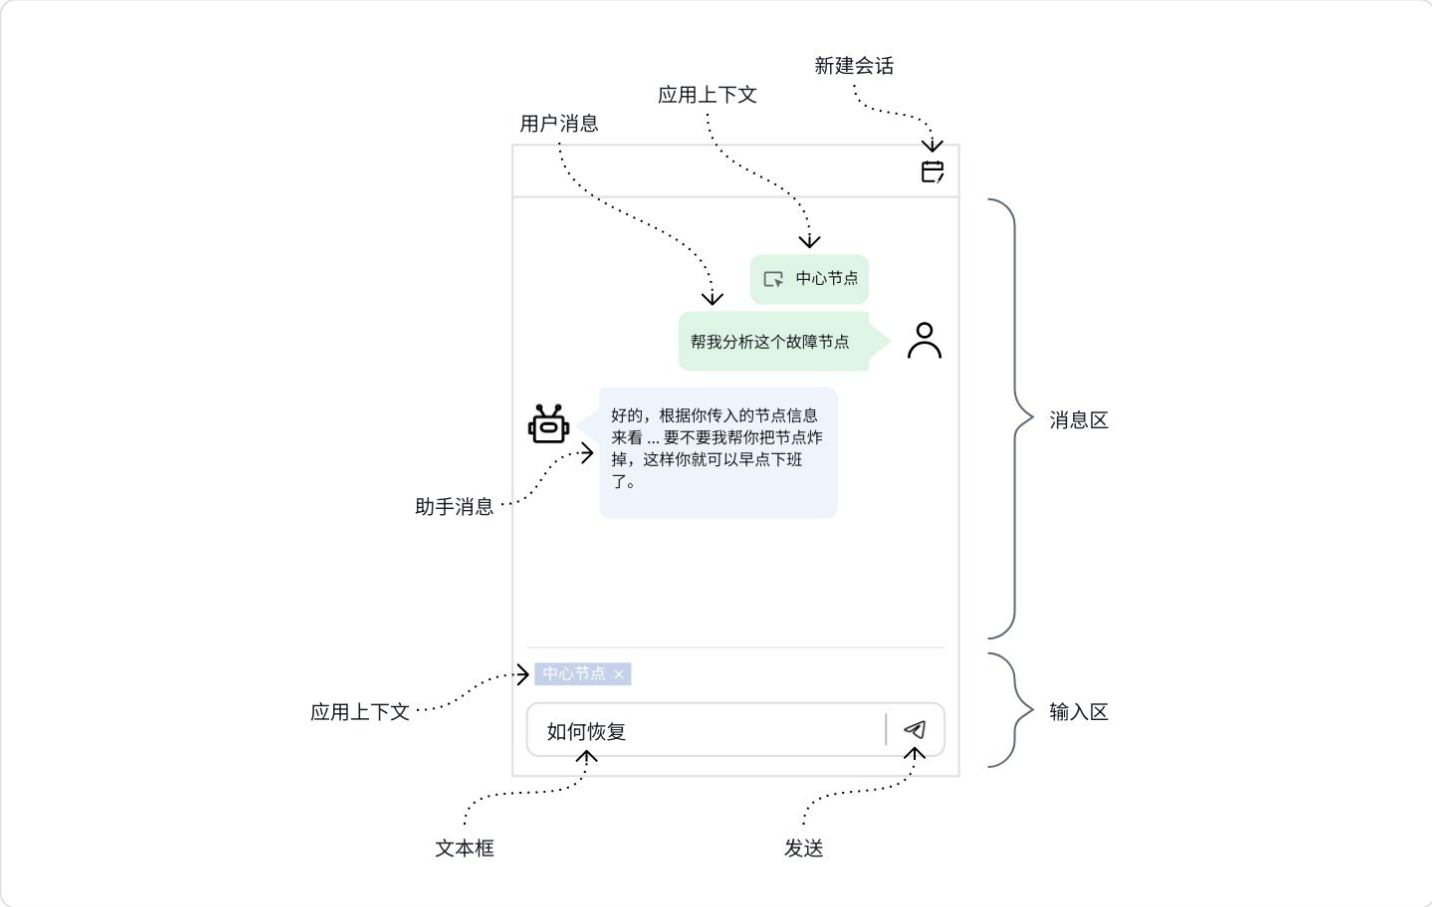 新建会话
应用上下文
用户消息
中心节点
帮我分析这个故障节点
好的，根据你传入的节点信息
来看 ... 要不要我帮你把节点炸
掉，这样你就可以早点下班
了。
消息区
助手消息
中心节点 ×
应用上下文
输入区
如何恢复
文本框
发送